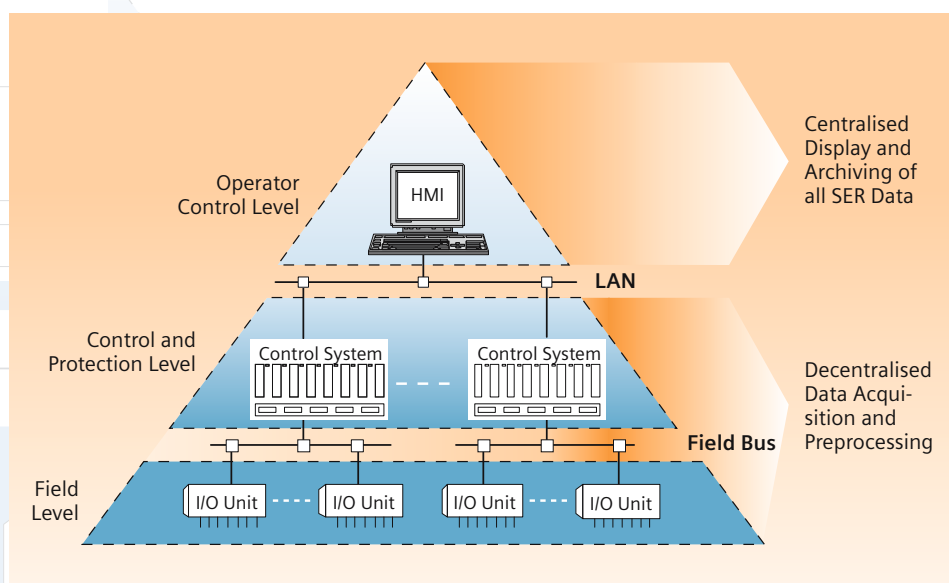 Operator
Control Level
HMI
Centralised
Display and
Archiving of
all SER Data
LAN
Control and
Protection Level
Control System
Control System
Decentralised
Data Acqui-
sition and
Preprocessing
Field Bus
Field
Level
I/O Unit
I/O Unit
I/O Unit
I/O Unit